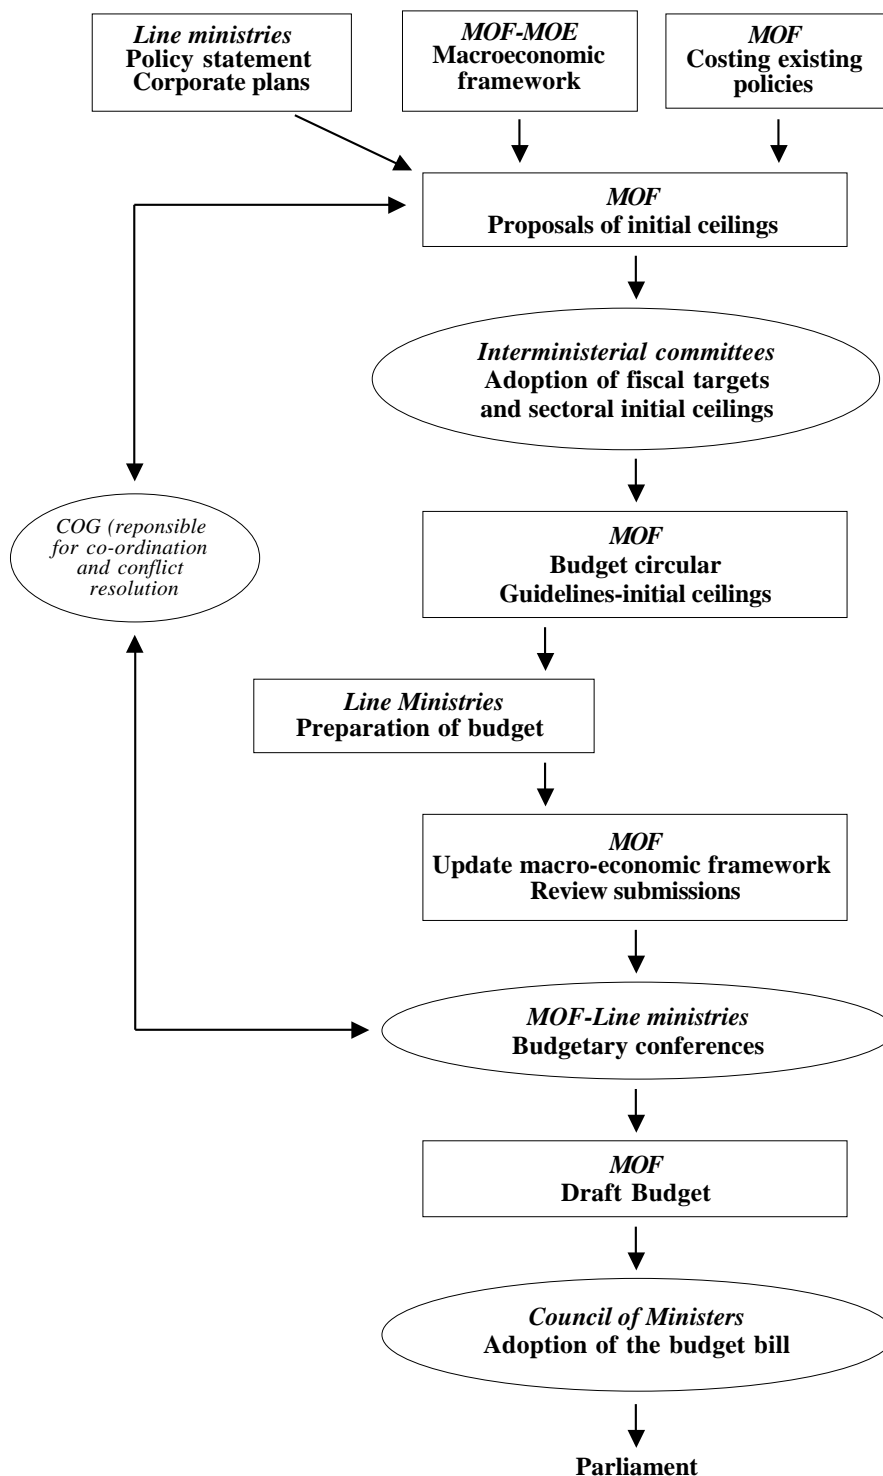 Line ministries
Policy statement
Corporate plans
MOF-MOE
Macroeconomic
framework
MOF
Costing existing
policies
MOF
Proposals of initial ceilings
Interministerial committees
Adoption of fiscal targets
and sectoral initial ceilings
COG (reponsible
for co-ordination
and conflict
resolution
MOF
Budget circular
Guidelines-initial ceilings
Line Ministries
Preparation of budget
MOF
Update macro-economic framework
Review submissions
MOF-Line ministries
Budgetary conferences
MOF
Draft Budget
Council of Ministers
Adoption of the budget bill
Parliament